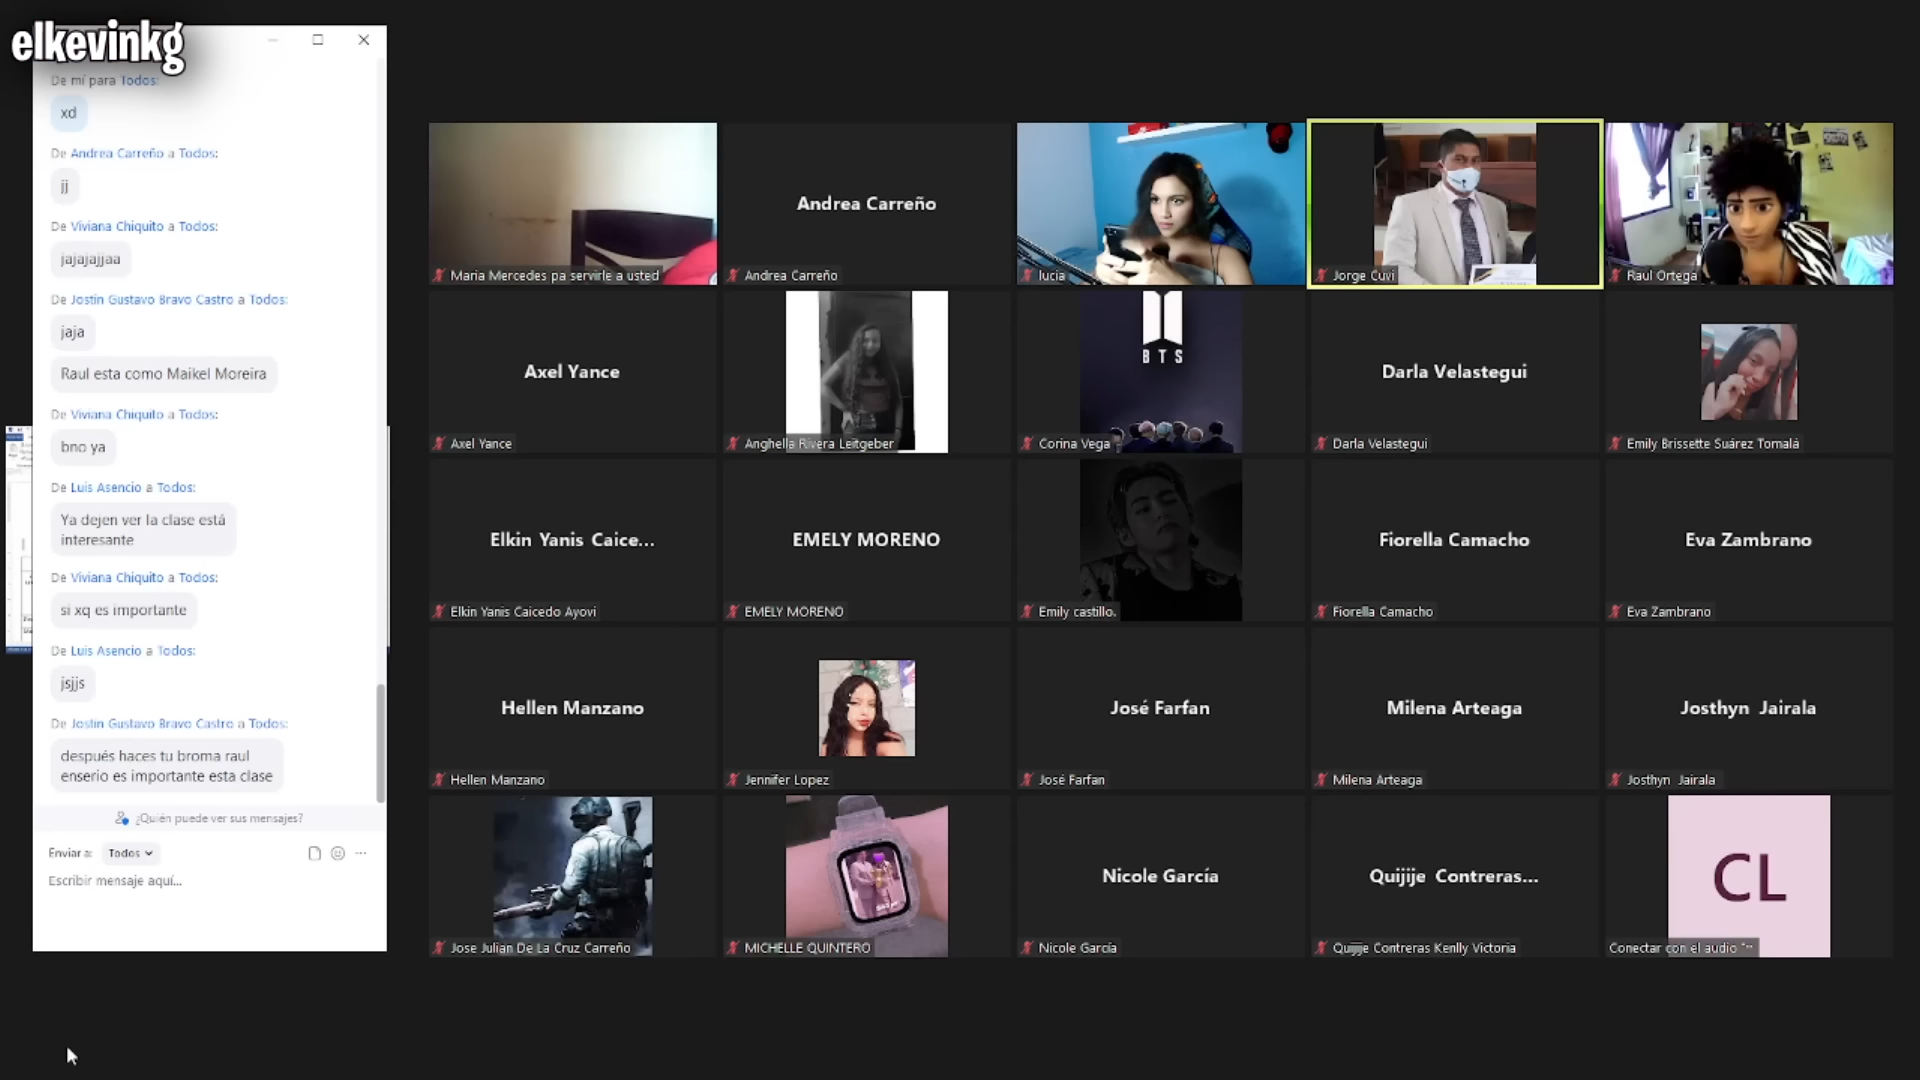 elkevinkg
De mí para Todos:
xd
De Andrea Carreño a Todos:
jj
De Viviana Chiquito a Todos:
jajajajjaa
De Jostin Gustavo Bravo Castro a Todos:
jaja
Raul esta como Maikel Moreira
De Viviana Chiquito a Todos:
bno ya
De Luis Asencio a Todos:
Ya dejen ver la clase está
interesante
De Viviana Chiquito a Todos:
si xq es importante
De Luis Asencio a Todos:
jsjjs
De Jostin Gustavo Bravo Castro a Todos:
después haces tu broma raul
enserio es importante esta clase
¿Quién puede ver sus mensajes?
Enviar a: Todos
Escribir mensaje aquí...
Maria Mercedes pa servirle a usted
Andrea Carreño
Andrea Carreño
lucia
Jorge Cuvi
Raul Ortega
Axel Yance
Axel Yance
Anghella Rivera Leitgeber
BTS
Corina Vega
Darla Velastegui
Darla Velastegui
Emily Brissette Suárez Tomalá
Elkin Yanis Caice...
Elkin Yanis Caicedo Ayovi
EMELY MORENO
EMELY MORENO
Emily castillo.
Fiorella Camacho
Fiorella Camacho
Eva Zambrano
Eva Zambrano
Hellen Manzano
Hellen Manzano
Jennifer Lopez
José Farfan
José Farfan
Milena Arteaga
Milena Arteaga
Josthyn Jairala
Josthyn Jairala
Jose Julian De La Cruz Carreño
MICHELLE QUINTERO
Nicole García
Nicole García
Quijije Contreras...
Quijije Contreras Kenlly Victoria
CL
Conectar con el audio